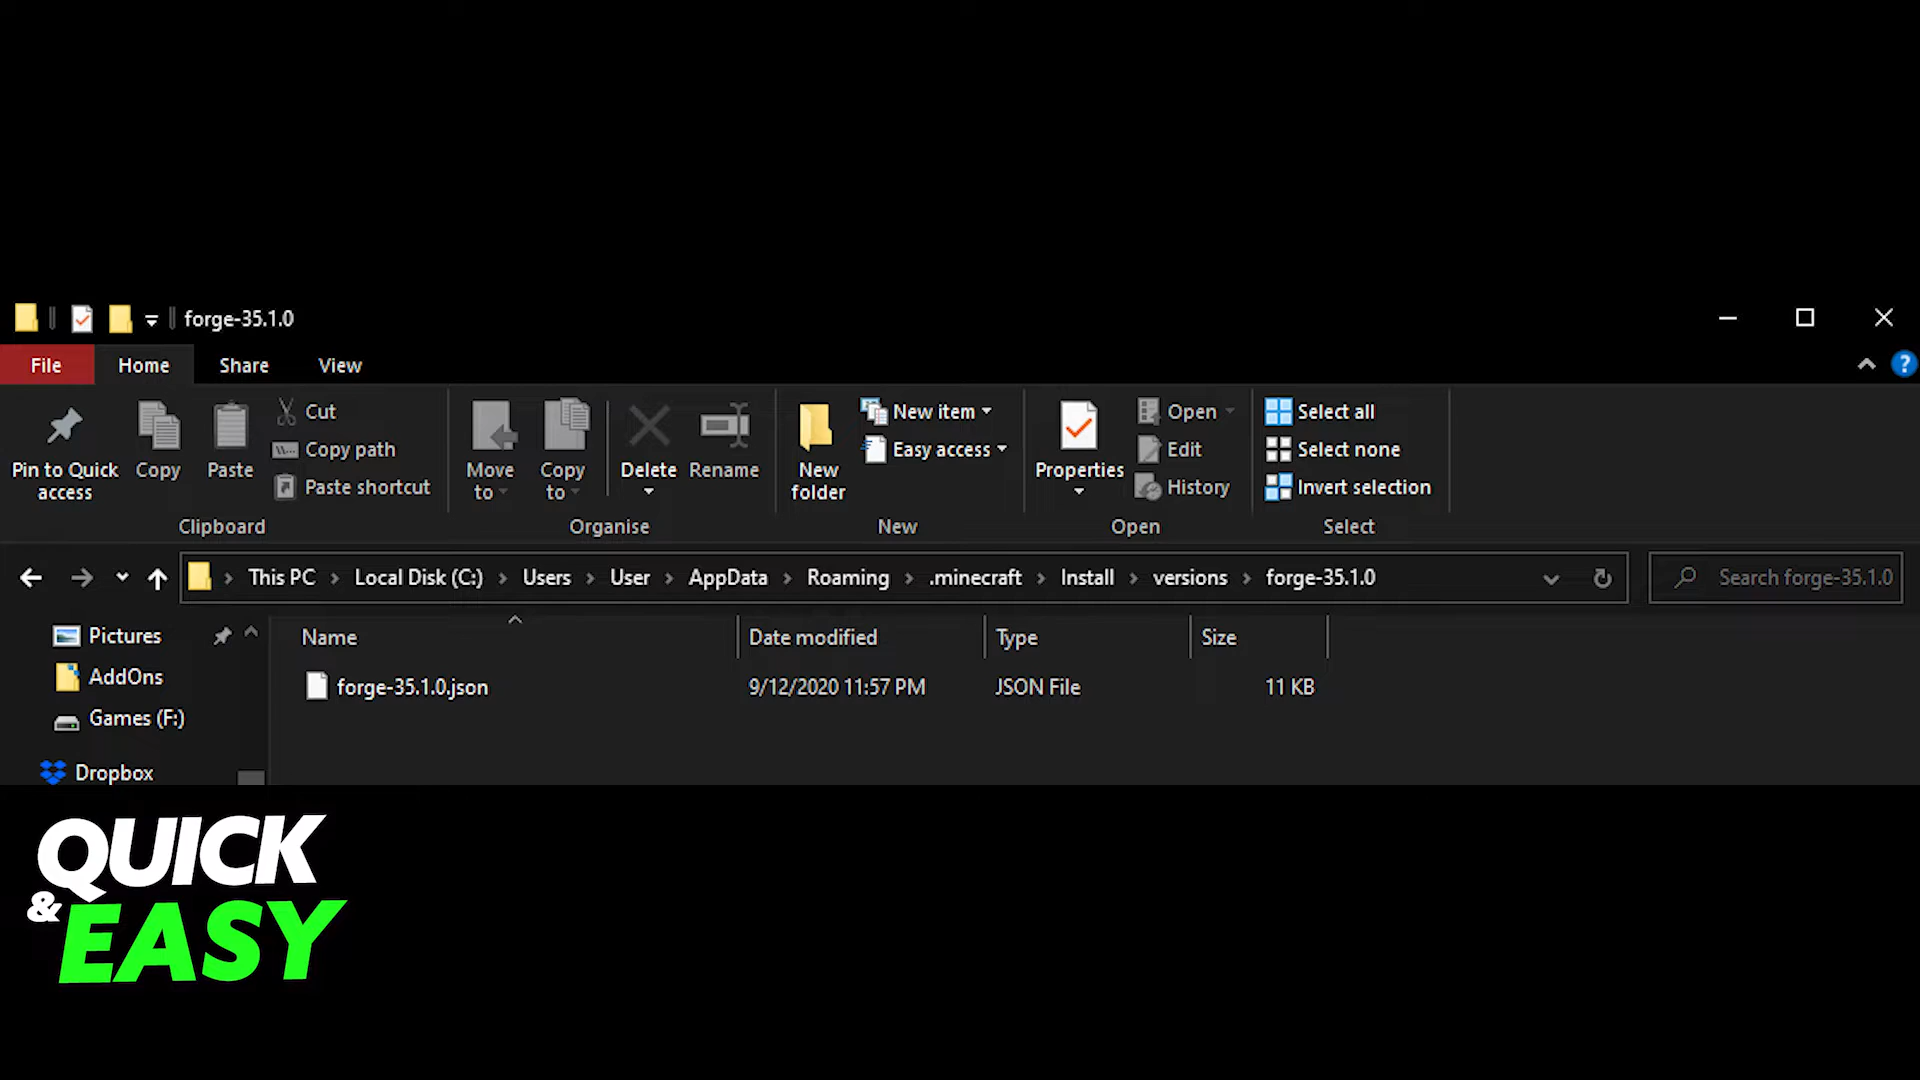 forge-35.1.0
File Home Share View
Pin to Quick access
Copy
Paste
Cut
Copy path
Paste shortcut
Clipboard
Move to
Copy to
Delete
Rename
Organise
New folder
New item
Easy access
New
Properties
Open
Edit
History
Open
Select all
Select none
Invert selection
Select
This PC › Local Disk (C:) › Users › User › AppData › Roaming › .minecraft › Install › versions › forge-35.1.0
Search forge-35.1.0
Pictures
AddOns
Games (F:)
Dropbox
Name Date modified Type Size
forge-35.1.0.json 9/12/2020 11:57 PM JSON File 11 KB
QUICK
& EASY